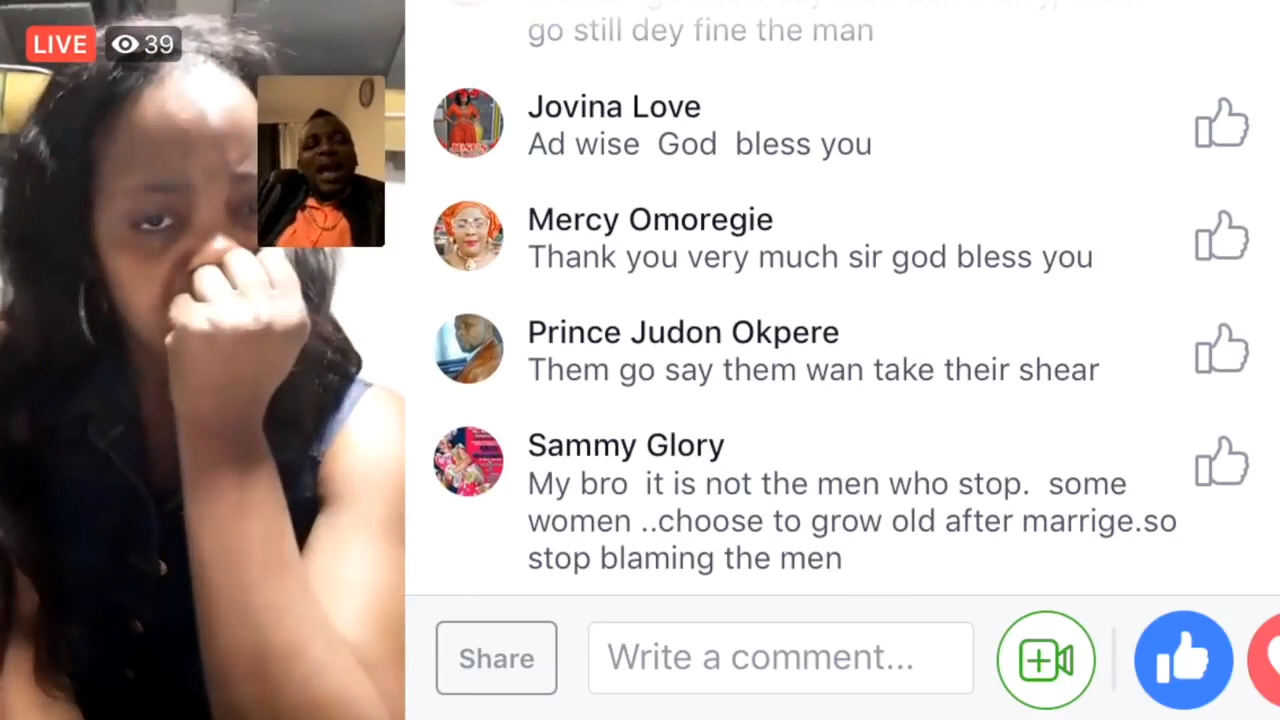 LIVE 39
go still dey fine the man
Jovina Love
Ad wise God bless you
Mercy Omoregie
Thank you very much sir god bless you
Prince Judon Okpere
Them go say them wan take their shear
Sammy Glory
My bro it is not the men who stop. some
women ..choose to grow old after marrige.so
stop blaming the men
Share
Write a comment...